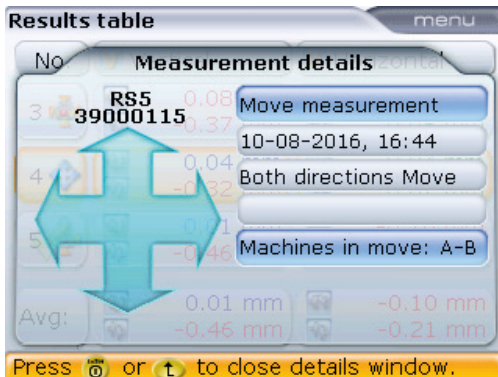 Results table
menu
No
Measurement details
RS5
39000115
Move measurement
10-08-2016, 16:44
Both directions Move
Machines in move: A-B
3
0.08
-0.37
4
0.04
-0.32
5
-0.46
Avg:
0.01 mm
-0.10 mm
-0.46 mm
-0.21 mm
Press or to close details window.